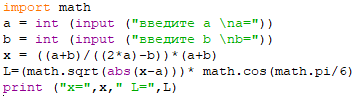 import math
a = int (input ("введите a \na="))
b = int (input ("введите b \nb="))
x = ((a+b)/((2*a)-b))*(a+b)
L=(math.sqrt(abs(x-a)))* math.cos(math.pi/6)
print ("x=",x," L=",L)